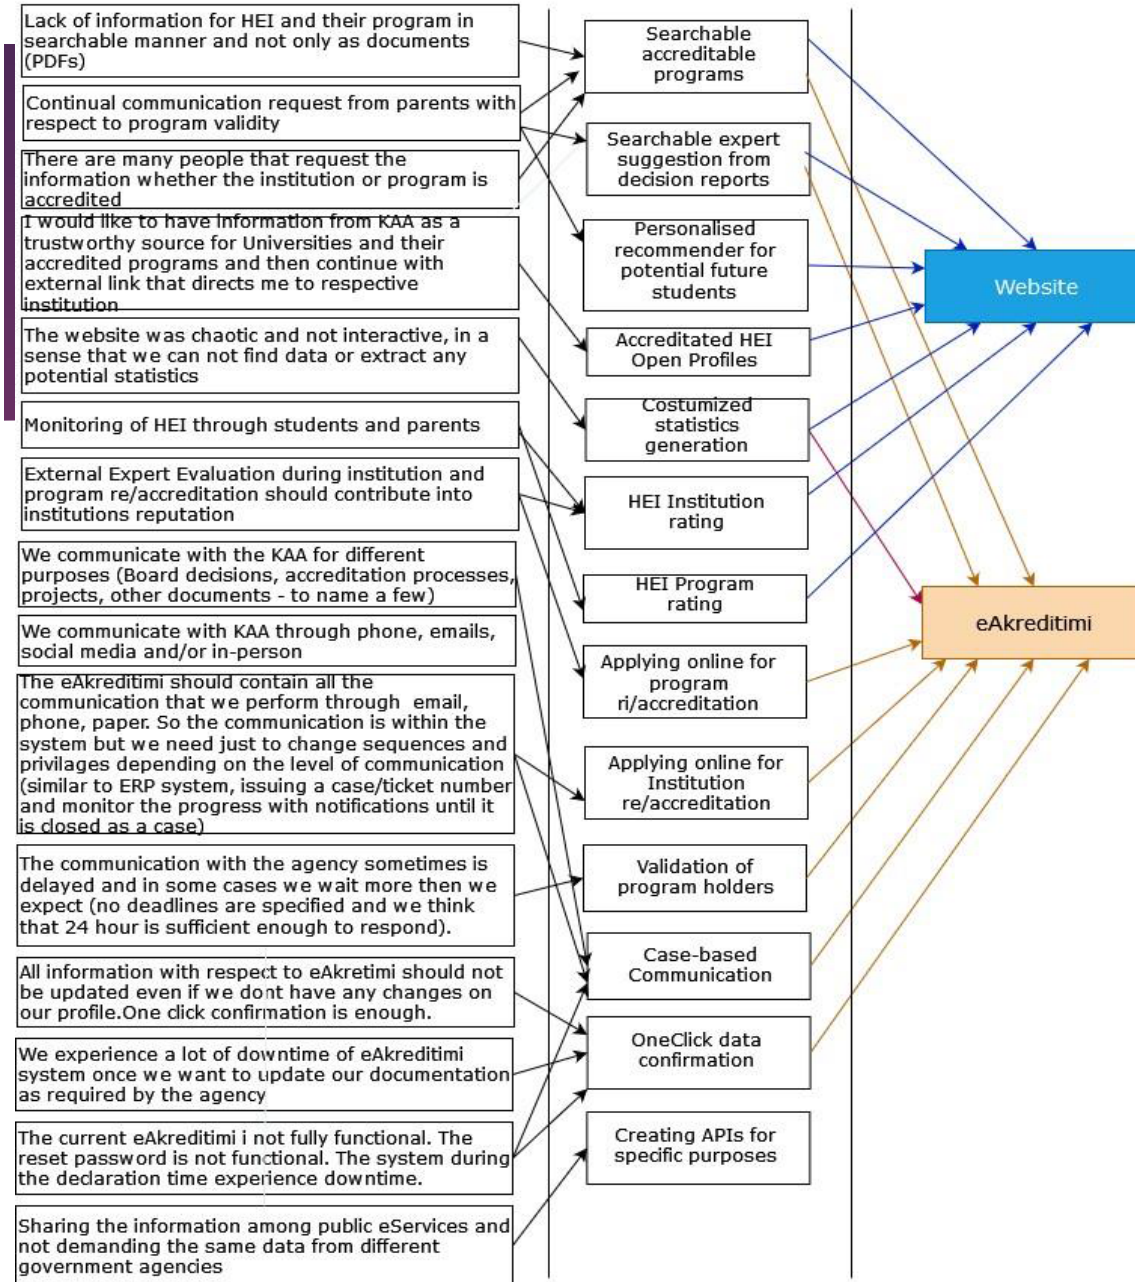 Lack of information for HEI and their program in
searchable manner and not only as documents
(PDFs)
Continual communication request from parents with
respect to program validity
There are many people that request the
information whether the institution or program is
accredited
I would like to have information from KAA as a
trustworthy source for Universities and their
accredited programs and then continue with
external link that directs me to respective
institution
The website was chaotic and not interactive, in a
sense that we can not find data or extract any
potential statistics
Monitoring of HEI through students and parents
External Expert Evaluation during institution and
program re/accreditation should contribute into
institutions reputation
We communicate with the KAA for different
purposes (Board decisions, accreditation processes,
projects, other documents - to name a few)
We communicate with KAA through phone, emails,
social media and/or in-person
The eAkreditimi should contain all the
communication that we perform through email,
phone, paper. So the communication is within the
system but we need just to change sequences and
privilages depending on the level of communication
(similar to ERP system, issuing a case/ticket number
and monitor the progress with notifications until it
is closed as a case)
The communication with the agency sometimes is
delayed and in some cases we wait more then we
expect (no deadlines are specified and we think
that 24 hour is sufficient enough to respond).
All information with respect to eAkretimi should not
be updated even if we dont have any changes on
our profile.One click confirmation is enough.
We experience a lot of downtime of eAkreditimi
system once we want to update our documentation
as required by the agency
The current eAkreditimi i not fully functional. The
reset password is not functional. The system during
the declaration time experience downtime.
Sharing the information among public eServices and
not demanding the same data from different
government agencies
Searchable
accreditable
programs
Searchable expert
suggestion from
decision reports
Personalised
recommender for
potential future
students
Accreditated HEI
Open Profiles
Costumized
statistics
generation
HEI Institution
rating
HEI Program
rating
Applying online for
program
ri/accreditation
Applying online for
Institution
re/accreditation
Validation of
program holders
Case-based
Communication
OneClick data
confirmation
Creating APIs for
specific purposes
Website
eAkreditimi